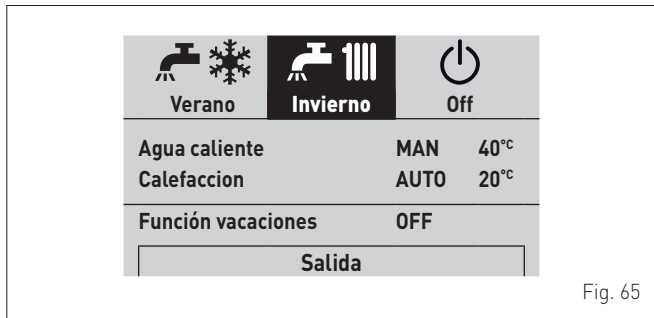 Verano Invierno Off
Agua caliente MAN 40°C
Calefaccion AUTO 20°C
Función vacaciones OFF
Salida
Fig. 65